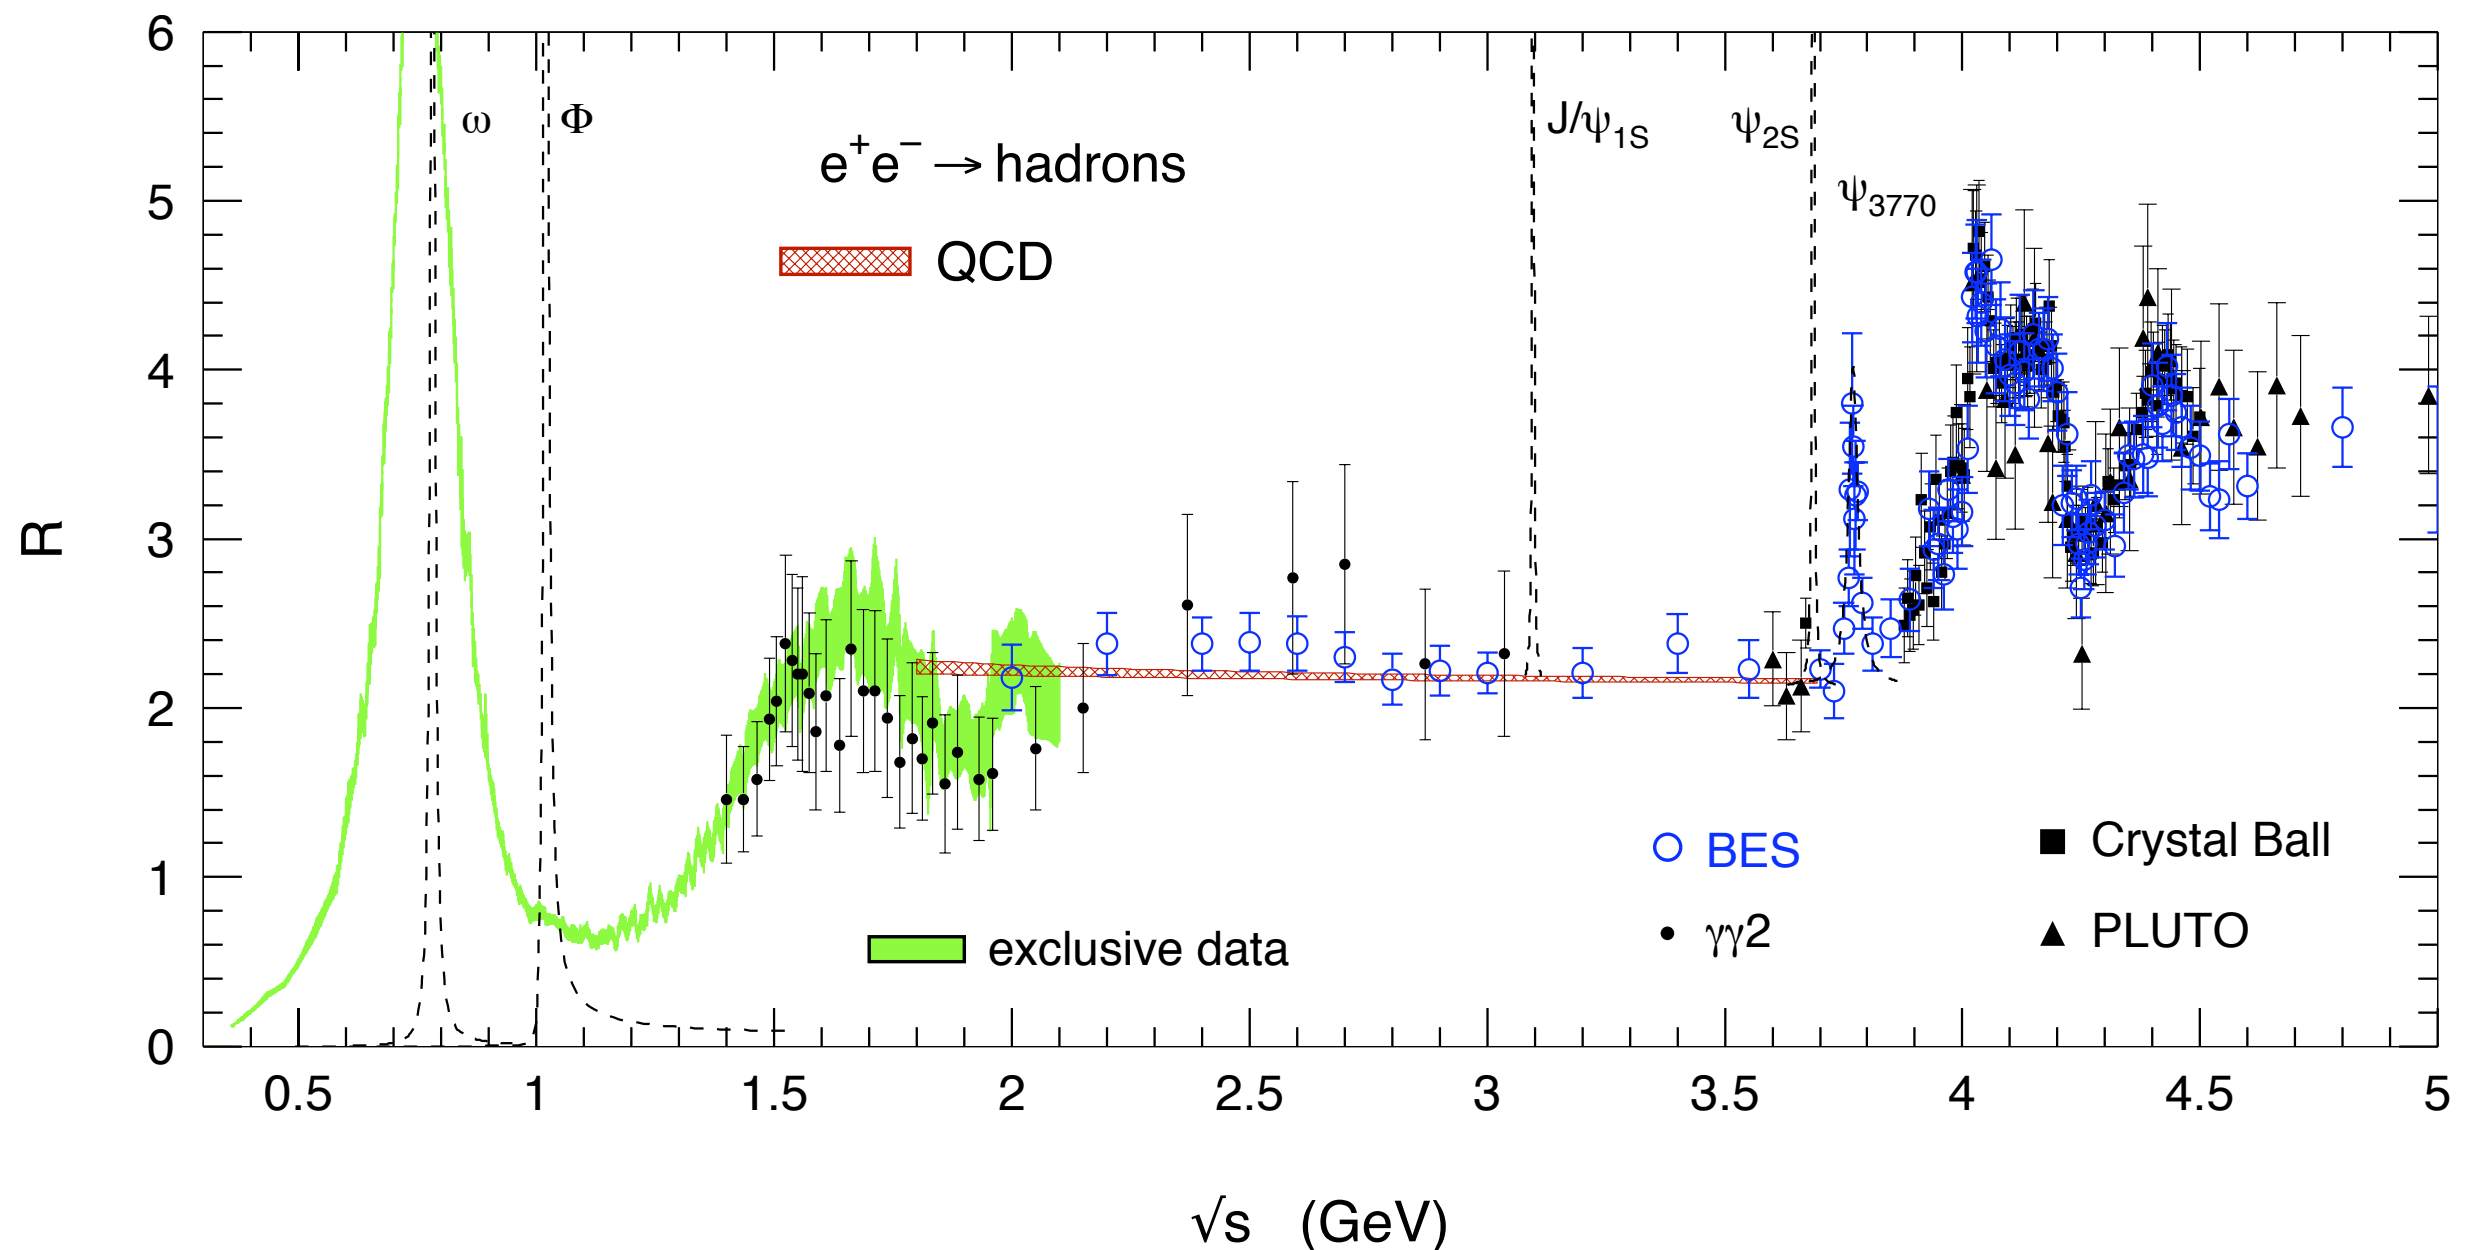 6
5
4
3
2
1
0
R
ω
Φ
J/ψ1S
ψ2S
ψ3770
e+e− → hadrons
QCD
BES
Crystal Ball
γγ2
PLUTO
exclusive data
0.5 1 1.5 2 2.5 3 3.5 4 4.5 5
√s (GeV)